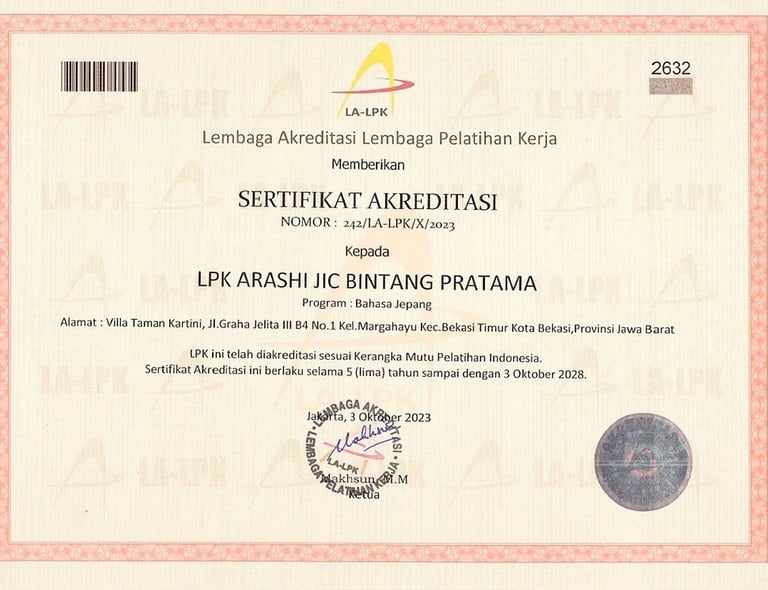 2632
LA-LPK
Lembaga Akreditasi Lembaga Pelatihan Kerja
Memberikan
SERTIFIKAT AKREDITASI
NOMOR : 242/LA-LPK/X/2023
Kepada
LPK ARASHI JIC BINTANG PRATAMA
Program : Bahasa Jepang
Alamat : Villa Taman Kartini, Jl.Graha Jelita III B4 No.1 Kel.Margahayu Kec.Bekasi Timur Kota Bekasi,Provinsi Jawa Barat
LPK ini telah diakreditasi sesuai Kerangka Mutu Pelatihan Indonesia.
Sertifikat Akreditasi ini berlaku selama 5 (lima) tahun sampai dengan 3 Oktober 2028.
Jakarta, 3 Oktober 2023
LEMBAGA AKREDITASI
LEMBAGA PELATIHAN KERJA
LA-LPK
Makhsun, M.M
Ketua